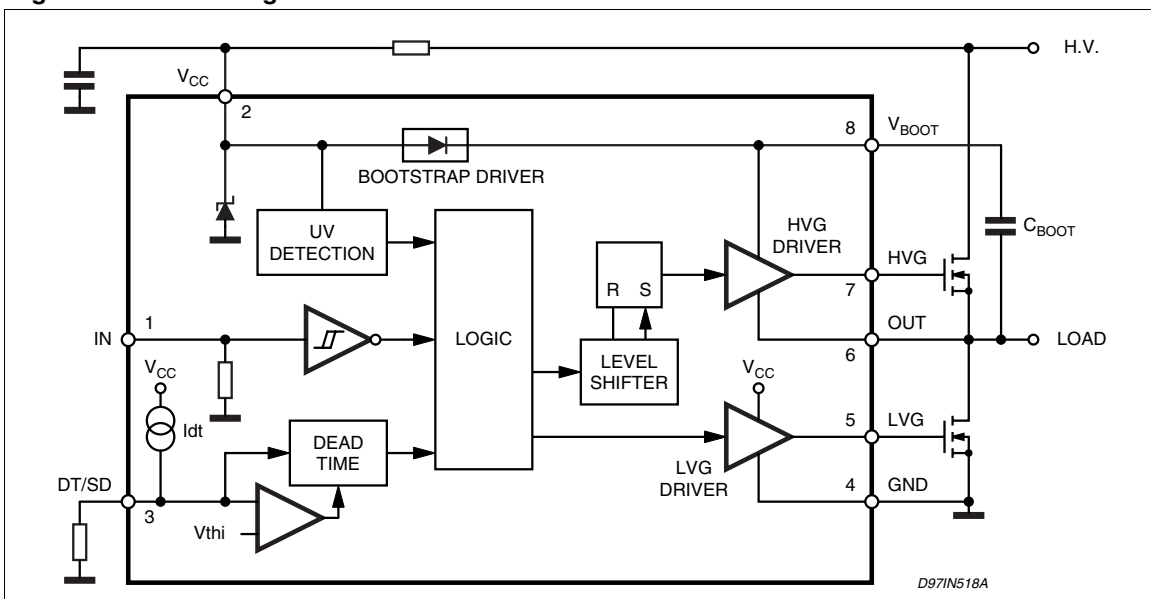 H.V.
V_CC
2
8
V_BOOT
BOOTSTRAP DRIVER
C_BOOT
UV
DETECTION
HVG
DRIVER
HVG
7
R S
IN
1
LOGIC
OUT
6
LOAD
LEVEL
SHIFTER
V_CC
Idt
V_CC
5
LVG
DEAD
TIME
LVG
DRIVER
4
GND
DT/SD
3
Vthi
D97IN518A